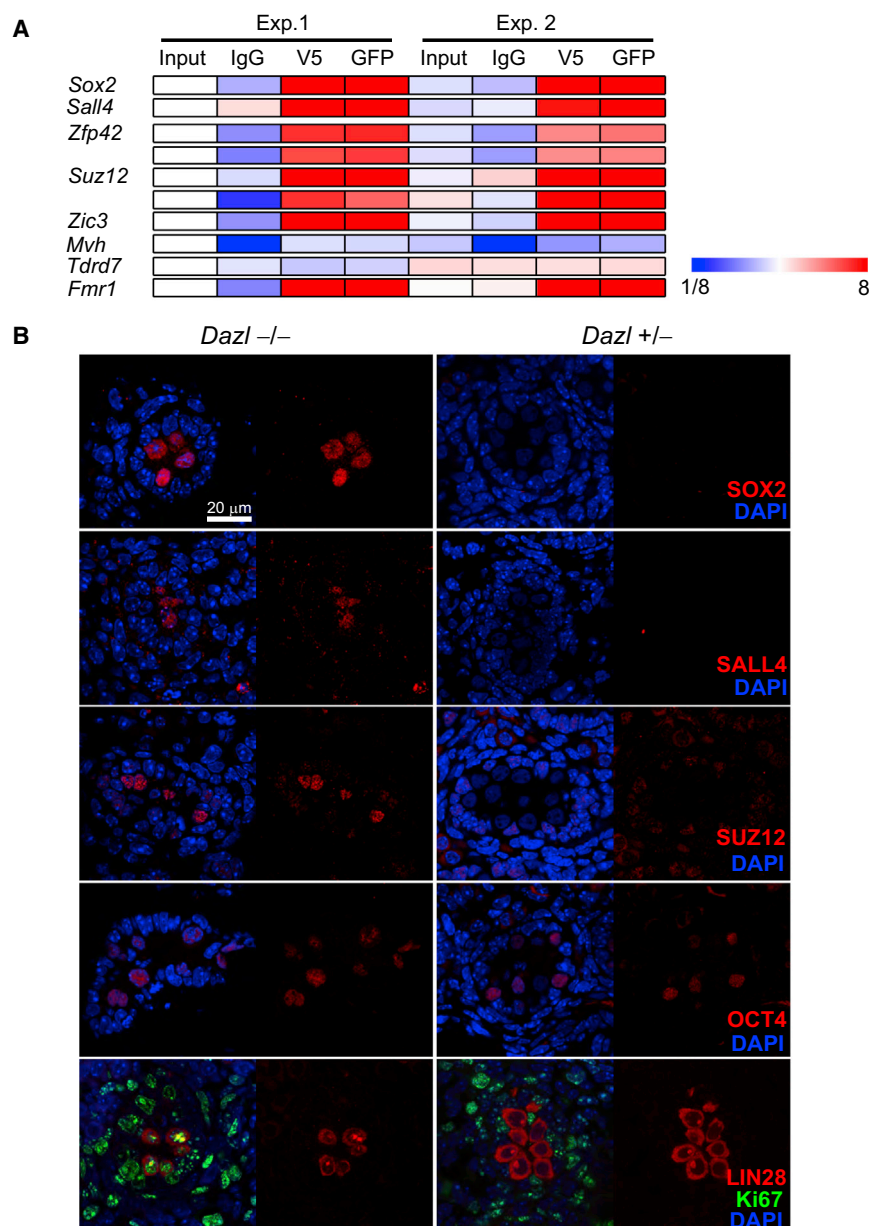 A
Exp.1 Exp. 2
Input IgG V5 GFP Input IgG V5 GFP
Sox2
Sall4
Zfp42
Suz12
Zic3
Mvh
Tdrd7
Fmr1
1/8 8
B
Dazl –/– Dazl +/–
20 μm
SOX2
DAPI
SALL4
DAPI
SUZ12
DAPI
OCT4
DAPI
LIN28
Ki67
DAPI